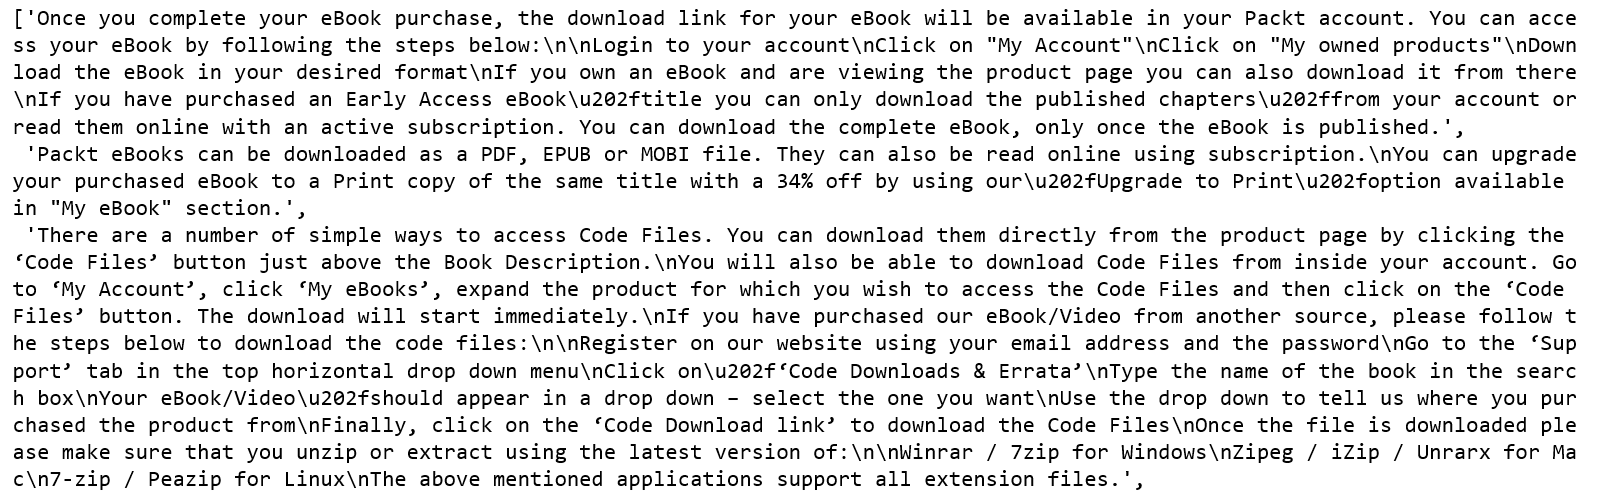 ['Once you complete your eBook purchase, the download link for your eBook will be available in your Packt account. You can acce
ss your eBook by following the steps below:\n\nLogin to your account\nClick on "My Account"\nClick on "My owned products"\nDown
load the eBook in your desired format\nIf you own an eBook and are viewing the product page you can also download it from there
\nIf you have purchased an Early Access eBook\u202ftitle you can only download the published chapters\u202ffrom your account or
read them online with an active subscription. You can download the complete eBook, only once the eBook is published.',
 'Packt eBooks can be downloaded as a PDF, EPUB or MOBI file. They can also be read online using subscription.\nYou can upgrade
your purchased eBook to a Print copy of the same title with a 34% off by using our\u202fUpgrade to Print\u202foption available
in "My eBook" section.',
 'There are a number of simple ways to access Code Files. You can download them directly from the product page by clicking the
‘Code Files’ button just above the Book Description.\nYou will also be able to download Code Files from inside your account. Go
to ‘My Account’, click ‘My eBooks’, expand the product for which you wish to access the Code Files and then click on the ‘Code
Files’ button. The download will start immediately.\nIf you have purchased our eBook/Video from another source, please follow t
he steps below to download the code files:\n\nRegister on our website using your email address and the password\nGo to the ‘Sup
port’ tab in the top horizontal drop down menu\nClick on\u202f‘Code Downloads & Errata’\nType the name of the book in the searc
h box\nYour eBook/Video\u202fshould appear in a drop down – select the one you want\nUse the drop down to tell us where you pur
chased the product from\nFinally, click on the ‘Code Download link’ to download the Code Files\nOnce the file is downloaded ple
ase make sure that you unzip or extract using the latest version of:\n\nWinrar / 7zip for Windows\nZipeg / iZip / Unrarx for Ma
c\n7-zip / Peazip for Linux\nThe above mentioned applications support all extension files.',